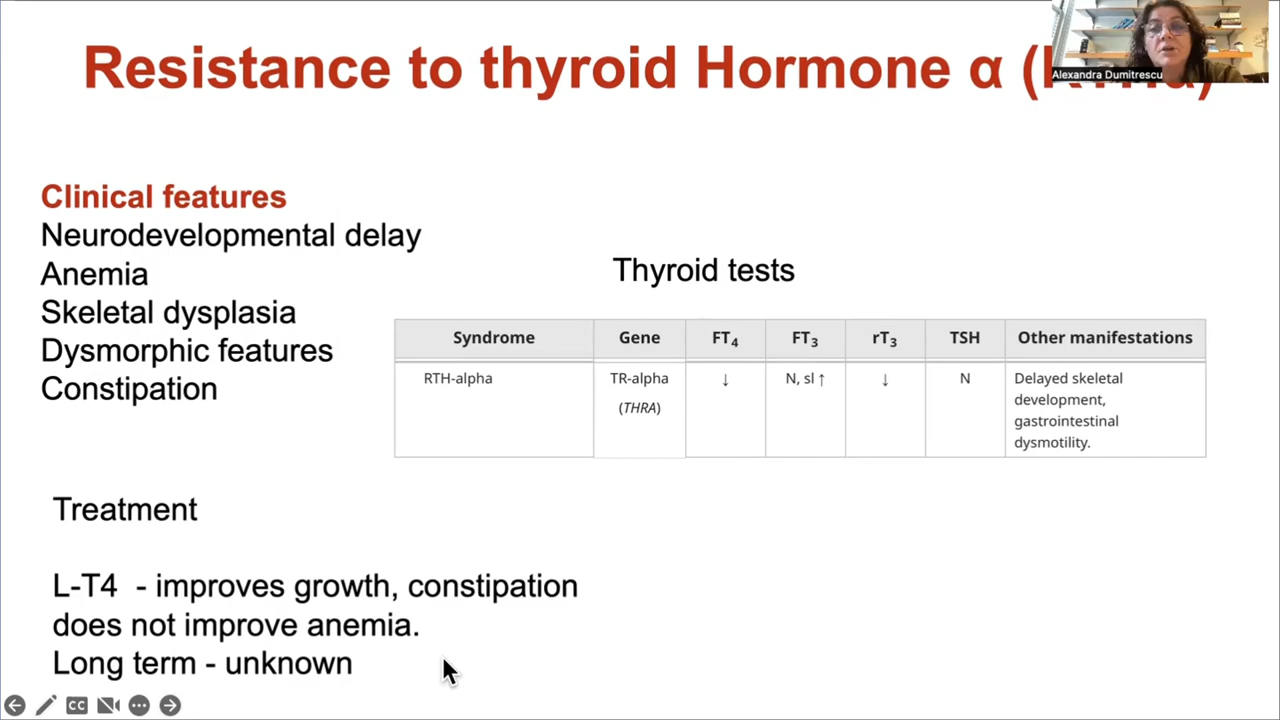 Resistance to thyroid Hormone α
Alexandra Dumitrescu
Clinical features
Neurodevelopmental delay
Anemia
Skeletal dysplasia
Dysmorphic features
Constipation
Thyroid tests
Syndrome Gene FT4 FT3 rT3 TSH Other manifestations
RTH-alpha TR-alpha ↓ N, sl ↑ ↓ N Delayed skeletal
(THRA) development,
gastrointestinal
dysmotility.
Treatment
L-T4 - improves growth, constipation
does not improve anemia.
Long term - unknown
CC